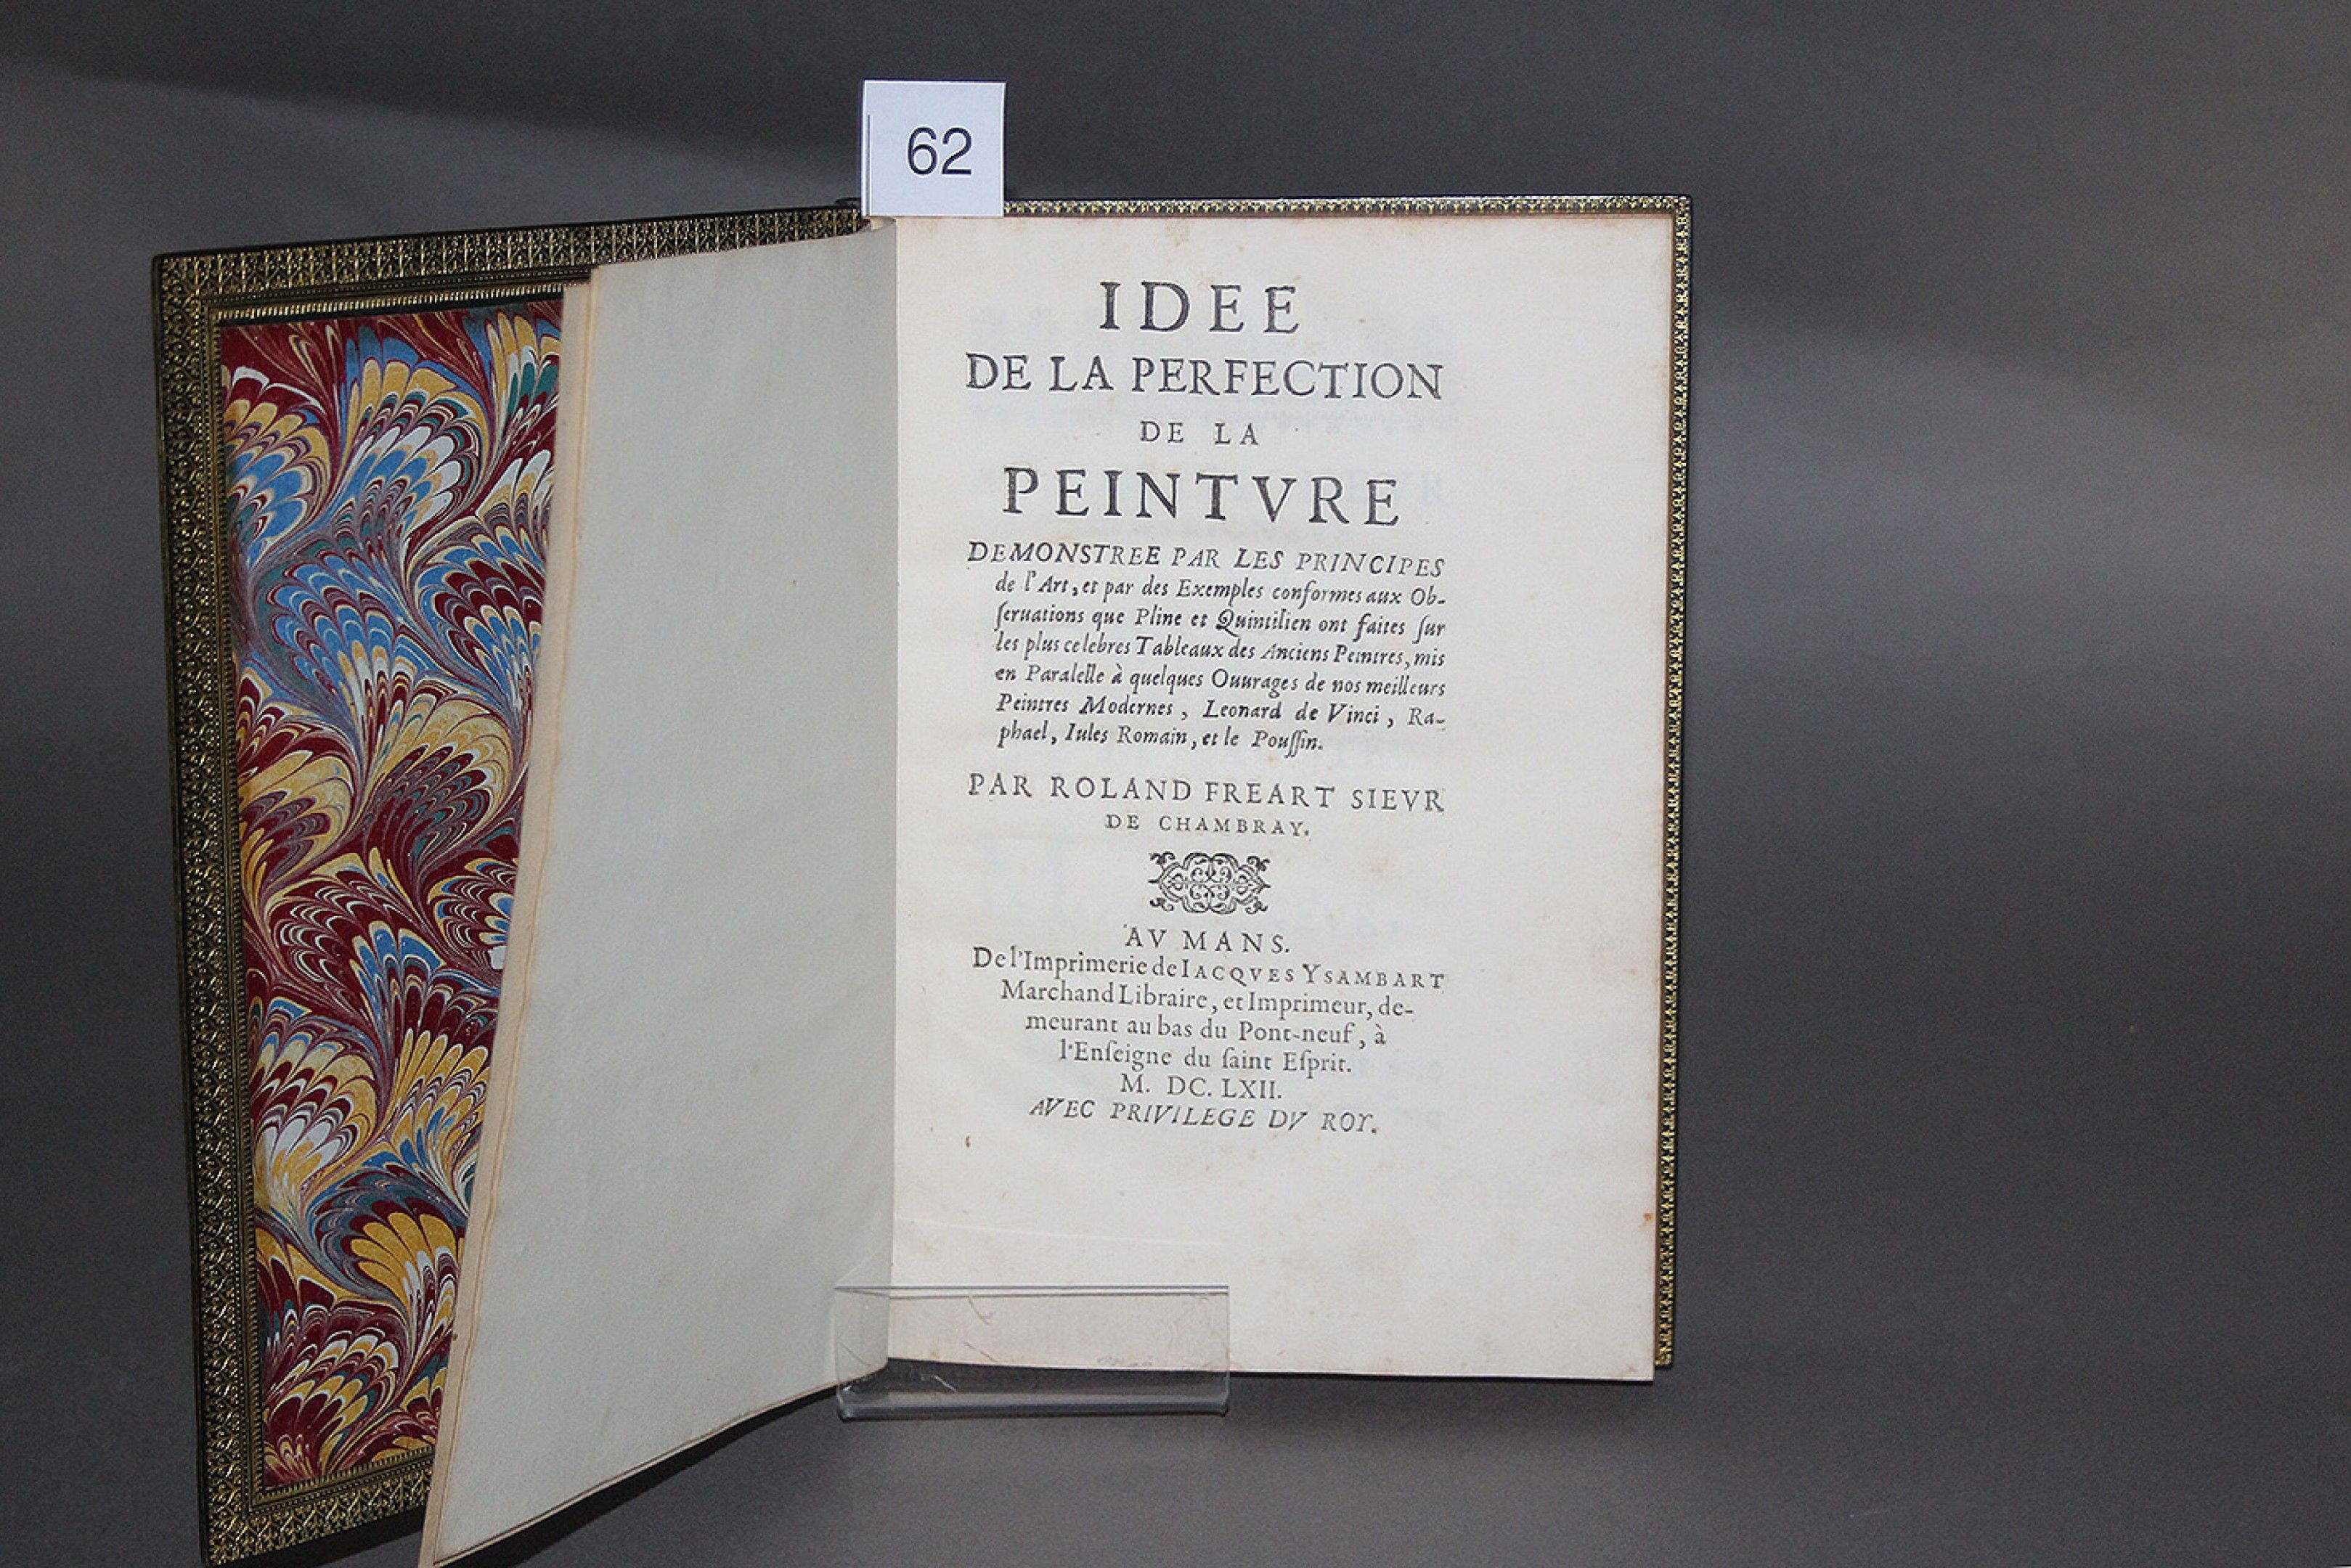 62
IDEE
DE LA PERFECTION
DE LA
PEINTVRE
DEMONSTREE PAR LES PRINCIPES
de l'Art, et par des Exemples conformes aux Ob-
ſeruations que Pline et Quintilien ont faites ſur
les plus celebres Tableaux des Anciens Peintres, mis
en Paralelle à quelques Ouurages de nos meilleurs
Peintres Modernes, Leonard de Vinci, Ra-
phael, Iules Romain, et le Pouſſin.
PAR ROLAND FREART SIEVR
DE CHAMBRAY.
AV MANS.
De l'Imprimerie de IACQVES YSAMBART
Marchand Libraire, et Imprimeur, de-
meurant au bas du Pont-neuf, à
l'Enſeigne du ſaint Eſprit.
M. DC. LXII.
AVEC PRIVILEGE DV ROY.